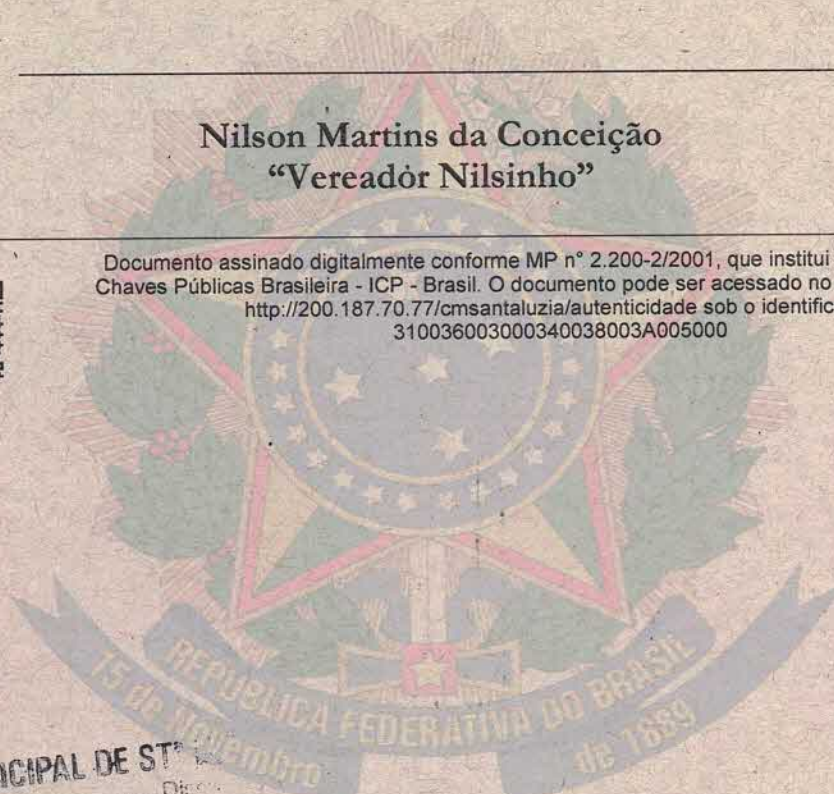 Nilson Martins da Conceição
“Vereador Nilsinho”
Documento assinado digitalmente conforme MP n° 2.200-2/2001, que institui
Chaves Públicas Brasileira - ICP - Brasil. O documento pode ser acessado no
http://200.187.70.77/cmsantaluzia/autenticidade sob o identific
310036003000340038003A005000
REPUBLICA FEDERATIVA DO BRASIL
15 de Novembro de 1889
ICIPAL DE STª